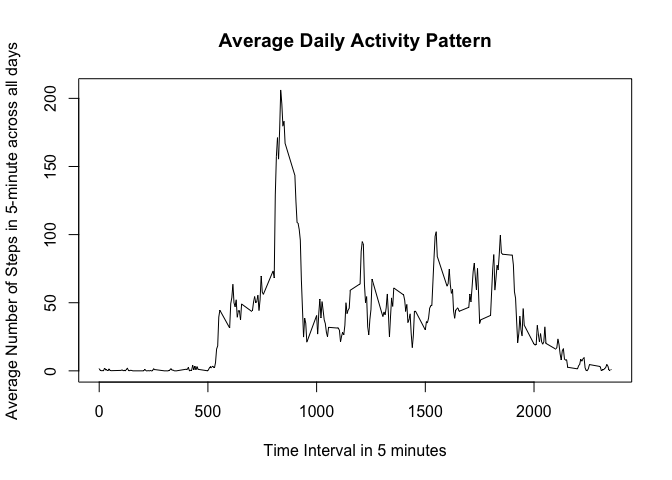 Average Daily Activity Pattern
Average Number of Steps in 5-minute across all days
200
150
100
50
0
0 500 1000 1500 2000
Time Interval in 5 minutes